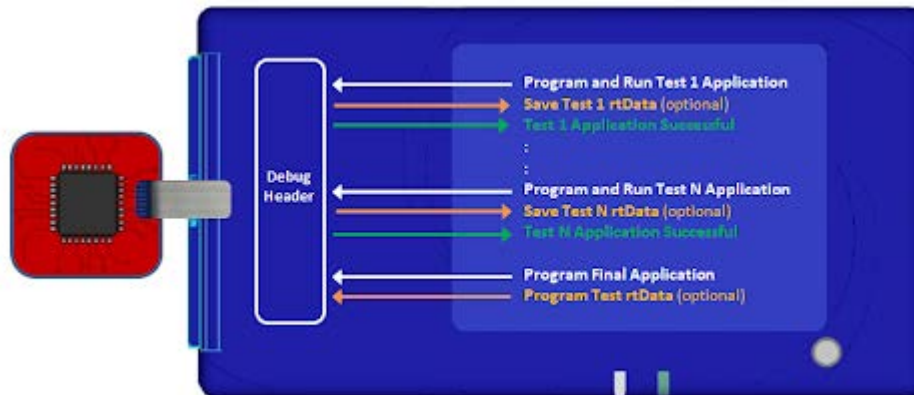 Debug
Header
Program and Run Test 1 Application
Save Test 1 rtData (optional)
Test 1 Application Successful
:
:
Program and Run Test N Application
Save Test N rtData (optional)
Test N Application Successful
Program Final Application
Program Test rtData (optional)